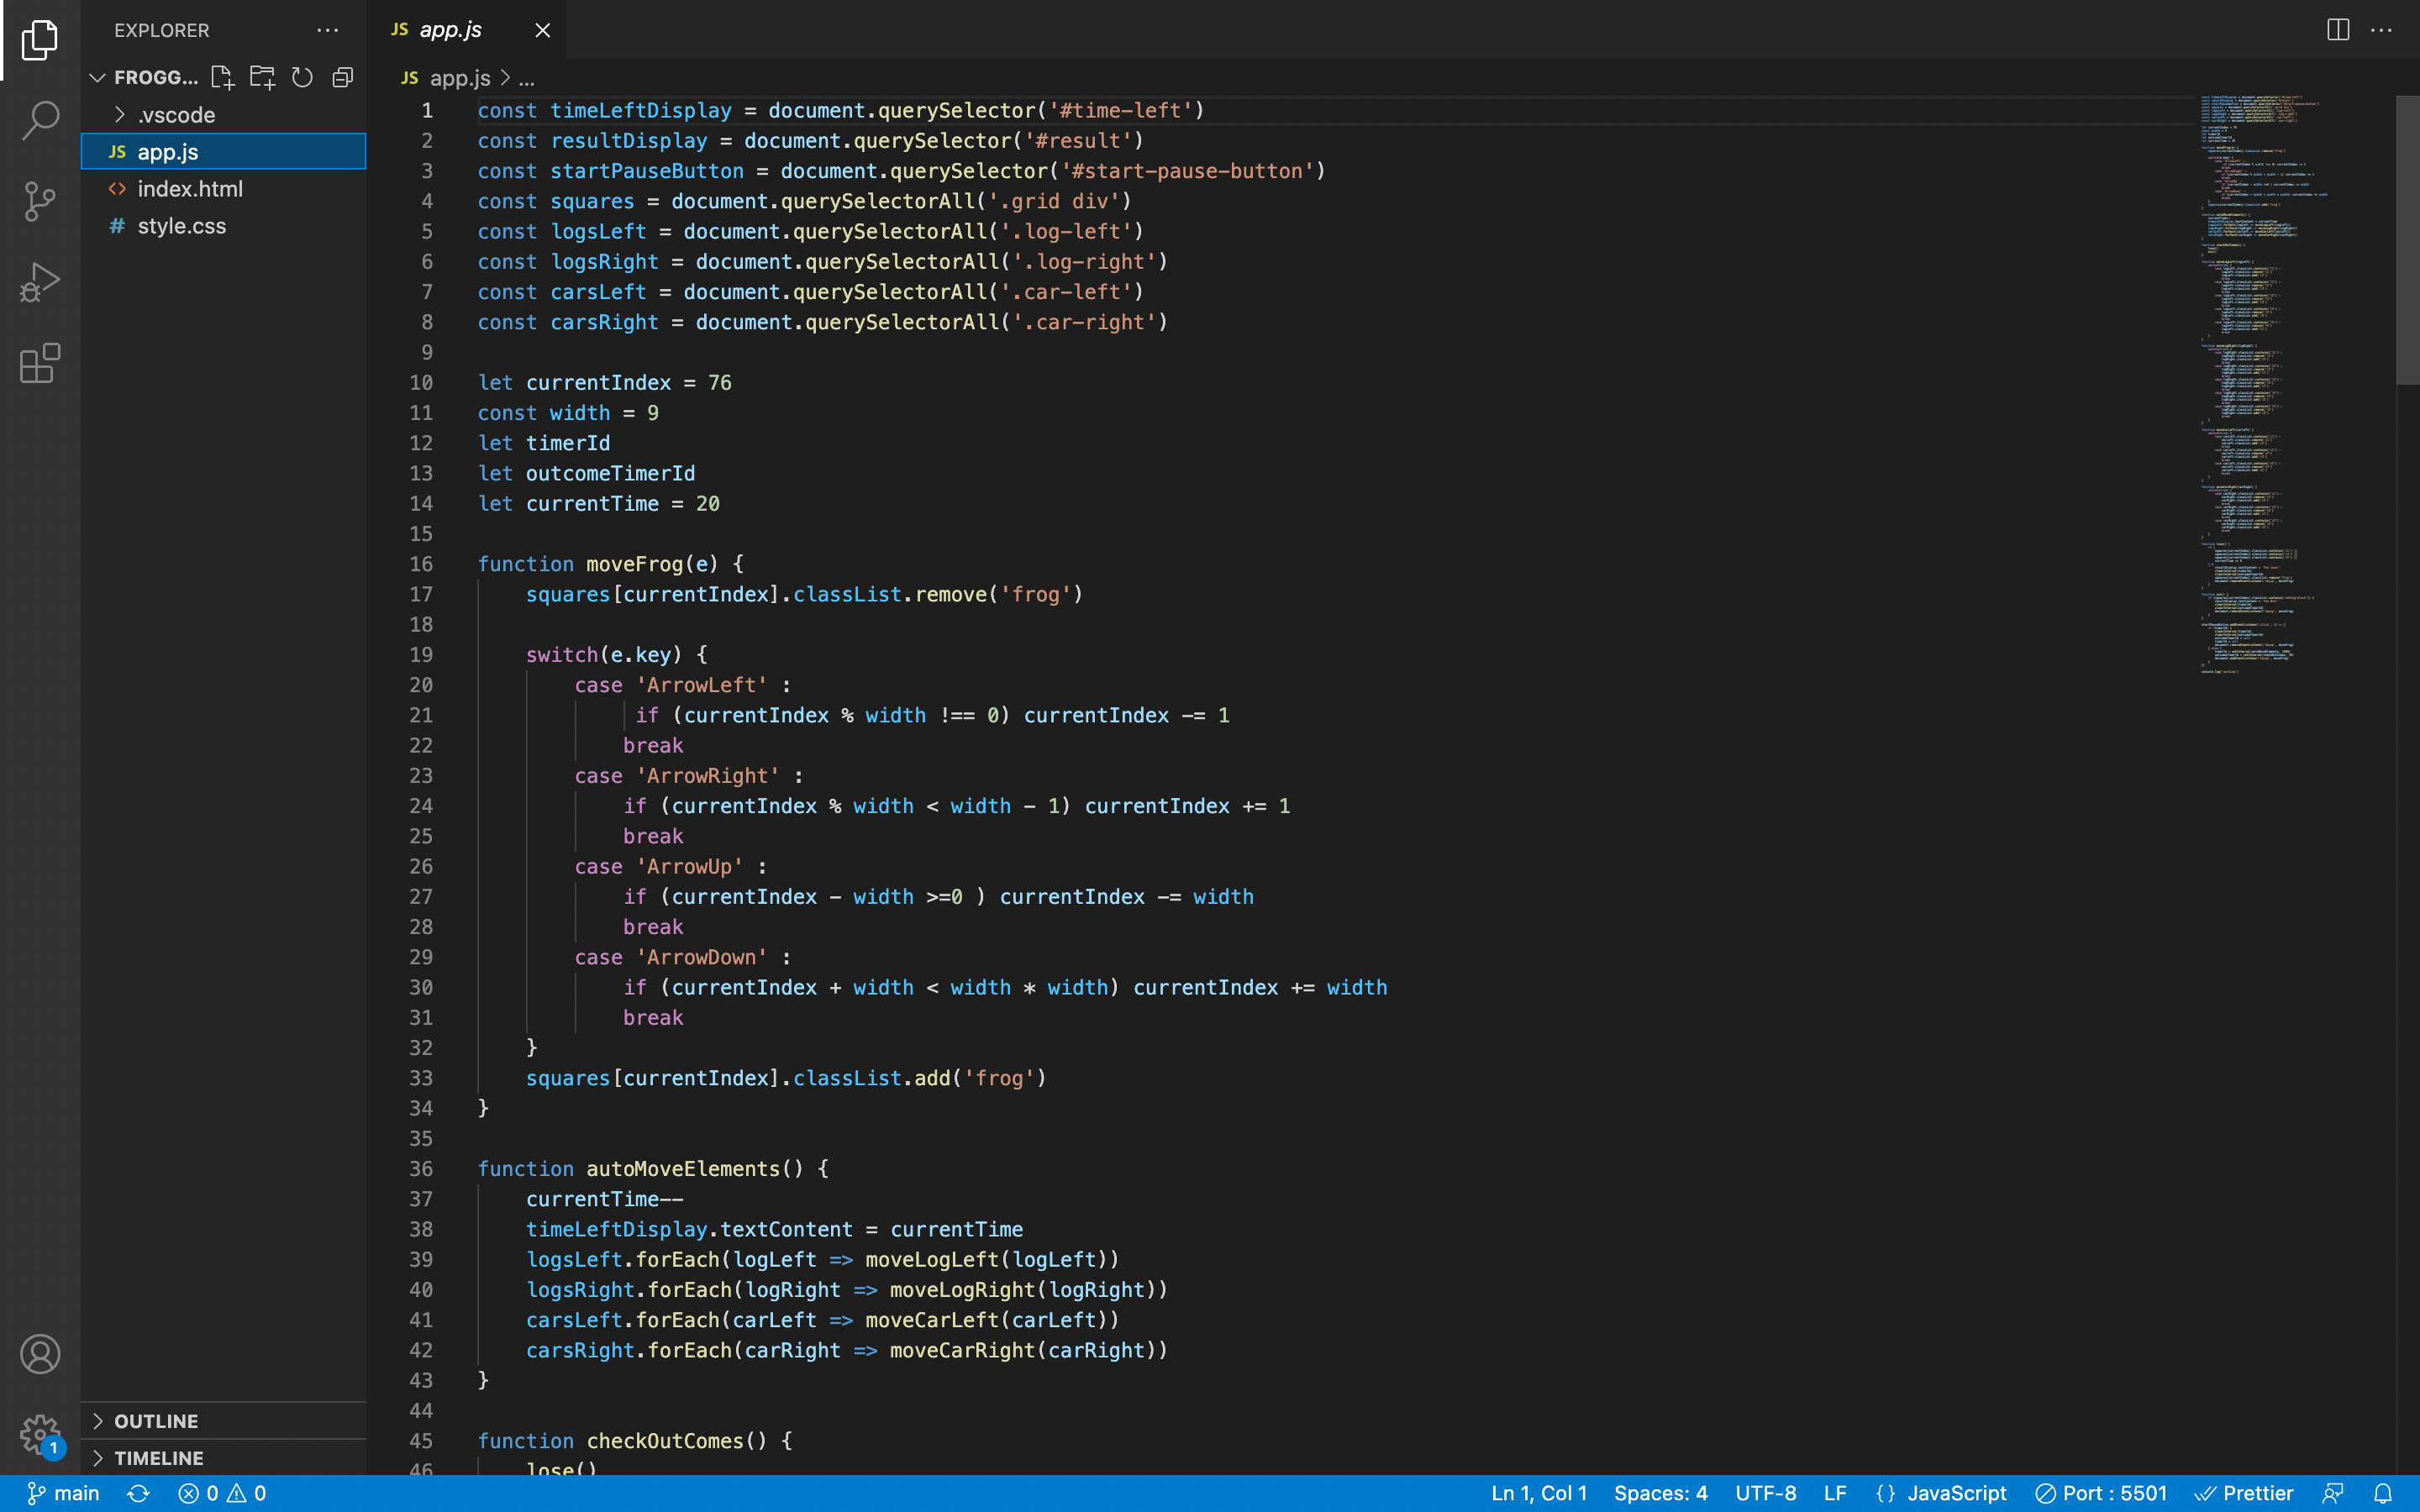 EXPLORER
FROGG...
.vscode
JS app.js
<> index.html
# style.css
OUTLINE
TIMELINE
JS app.js
JS app.js > ...
1 const timeLeftDisplay = document.querySelector('#time-left')
2 const resultDisplay = document.querySelector('#result')
3 const startPauseButton = document.querySelector('#start-pause-button')
4 const squares = document.querySelectorAll('.grid div')
5 const logsLeft = document.querySelectorAll('.log-left')
6 const logsRight = document.querySelectorAll('.log-right')
7 const carsLeft = document.querySelectorAll('.car-left')
8 const carsRight = document.querySelectorAll('.car-right')
9
10 let currentIndex = 76
11 const width = 9
12 let timerId
13 let outcomeTimerId
14 let currentTime = 20
15
16 function moveFrog(e) {
17     squares[currentIndex].classList.remove('frog')
18
19     switch(e.key) {
20         case 'ArrowLeft' :
21              if (currentIndex % width !== 0) currentIndex -= 1
22             break
23         case 'ArrowRight' :
24             if (currentIndex % width < width - 1) currentIndex += 1
25             break
26         case 'ArrowUp' :
27             if (currentIndex - width >=0 ) currentIndex -= width
28             break
29         case 'ArrowDown' :
30             if (currentIndex + width < width * width) currentIndex += width
31             break
32     }
33     squares[currentIndex].classList.add('frog')
34 }
35
36 function autoMoveElements() {
37     currentTime--
38     timeLeftDisplay.textContent = currentTime
39     logsLeft.forEach(logLeft => moveLogLeft(logLeft))
40     logsRight.forEach(logRight => moveLogRight(logRight))
41     carsLeft.forEach(carLeft => moveCarLeft(carLeft))
42     carsRight.forEach(carRight => moveCarRight(carRight))
43 }
44
45 function checkOutComes() {
46     lose()
1
main 0 0 Ln 1, Col 1 Spaces: 4 UTF-8 LF {} JavaScript Port : 5501 Prettier